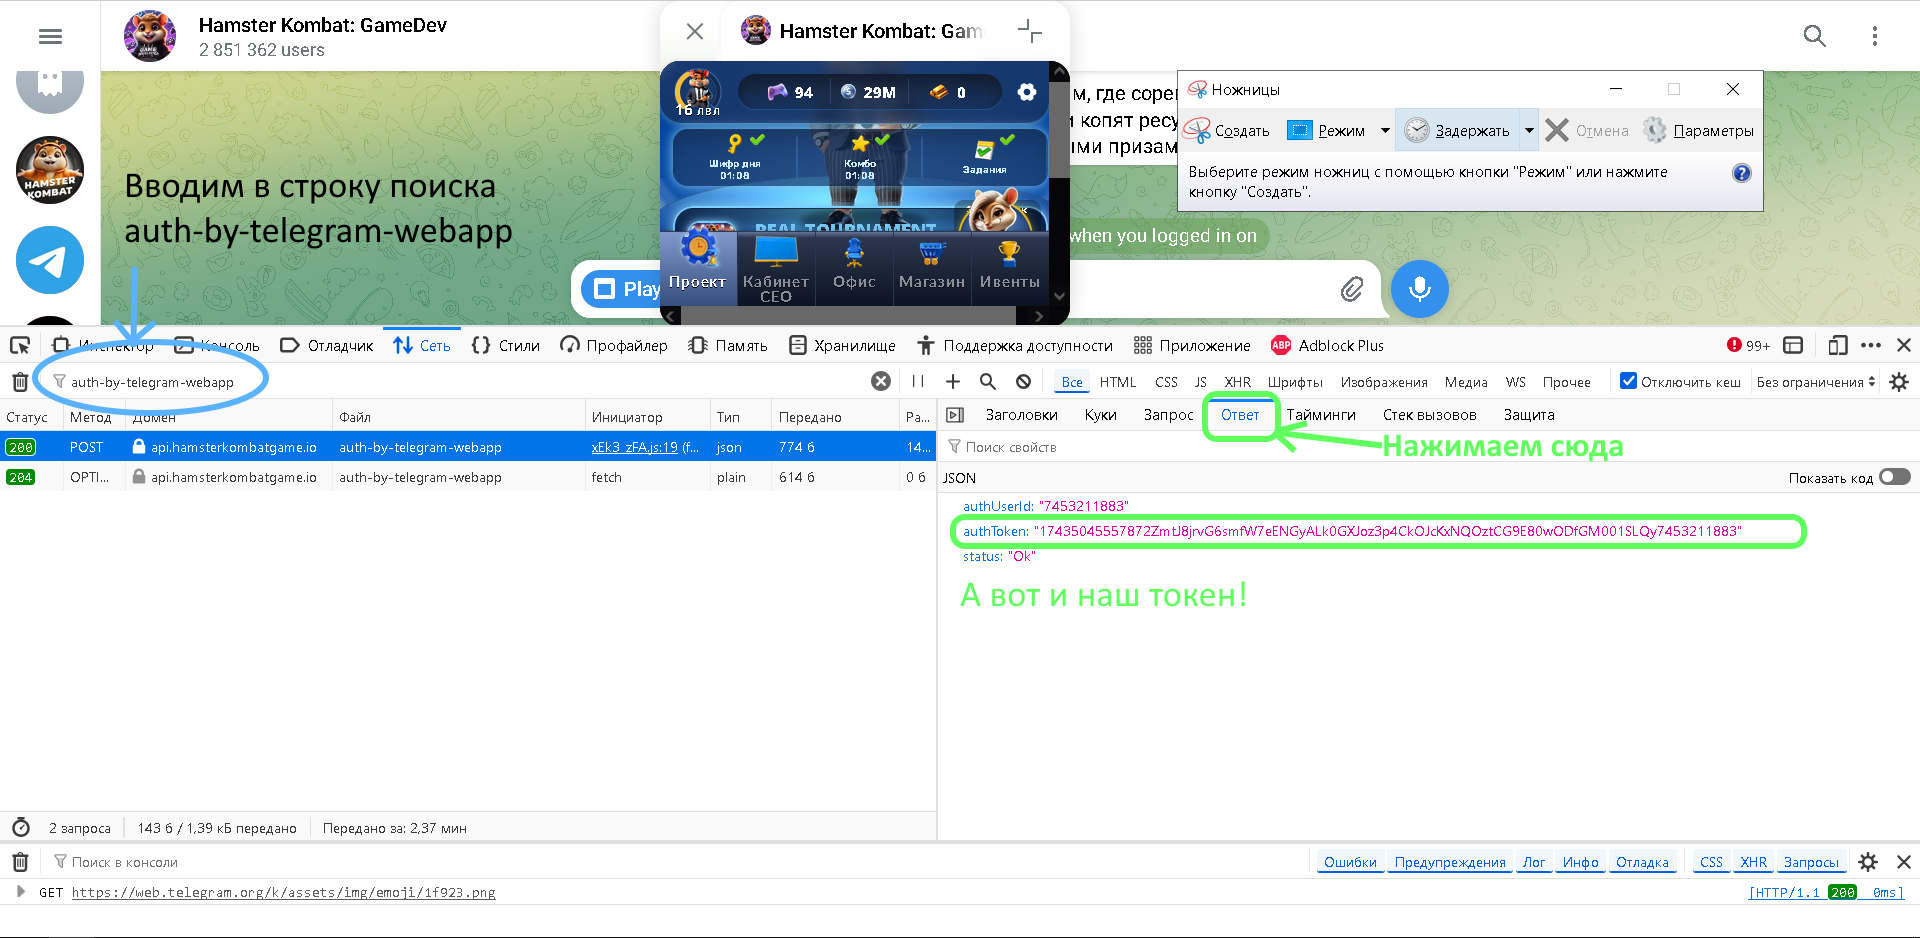 Hamster Kombat: GameDev
2 851 362 users
Hamster Kombat: Gam
94
29M
0
16 лвл
Шифр дня
01:08
Комбо
01:08
Задания
REAL TOURNAMENT
Проект
Кабинет CEO
Офис
Магазин
Ивенты
м, где сорев
и копят ресу
ыми призам
when you logged in on
Play
HAMSTER
KOMBAT
Ножницы
Создать
Режим
Задержать
Отмена
Параметры
Выберите режим ножниц с помощью кнопки "Режим" или нажмите
кнопку "Создать".
Вводим в строку поиска
auth-by-telegram-webapp
Инспектор
Консоль
Отладчик
Сеть
Стили
Профайлер
Память
Хранилище
Поддержка доступности
Приложение
ABP
Adblock Plus
99+
auth-by-telegram-webapp
Все
HTML
CSS
JS
XHR
Шрифты
Изображения
Медиа
WS
Прочее
Отключить кеш
Без ограничения
Статус
Метод
Домен
Файл
Инициатор
Тип
Передано
Ра...
200 POST api.hamsterkombatgame.io auth-by-telegram-webapp xEk3_zFA.js:19 (f... json 774 б 14...
204 OPTI... api.hamsterkombatgame.io auth-by-telegram-webapp fetch plain 614 б 0 б
Заголовки
Куки
Запрос
Ответ
Тайминги
Стек вызовов
Защита
Нажимаем сюда
Поиск свойств
JSON
Показать код
authUserId: "7453211883"
authToken: "17435045557872ZmtJ8jrvG6smfW7eENGyALk0GXJoz3p4CkOJcKxNQOztCG9E80wODfGM001SLQy7453211883"
status: "Ok"
А вот и наш токен!
2 запроса
143 б / 1,39 кБ передано
Передано за: 2,37 мин
Поиск в консоли
Ошибки
Предупреждения
Лог
Инфо
Отладка
CSS
XHR
Запросы
GET https://web.telegram.org/k/assets/img/emoji/1f923.png
[HTTP/1.1 200 0ms]